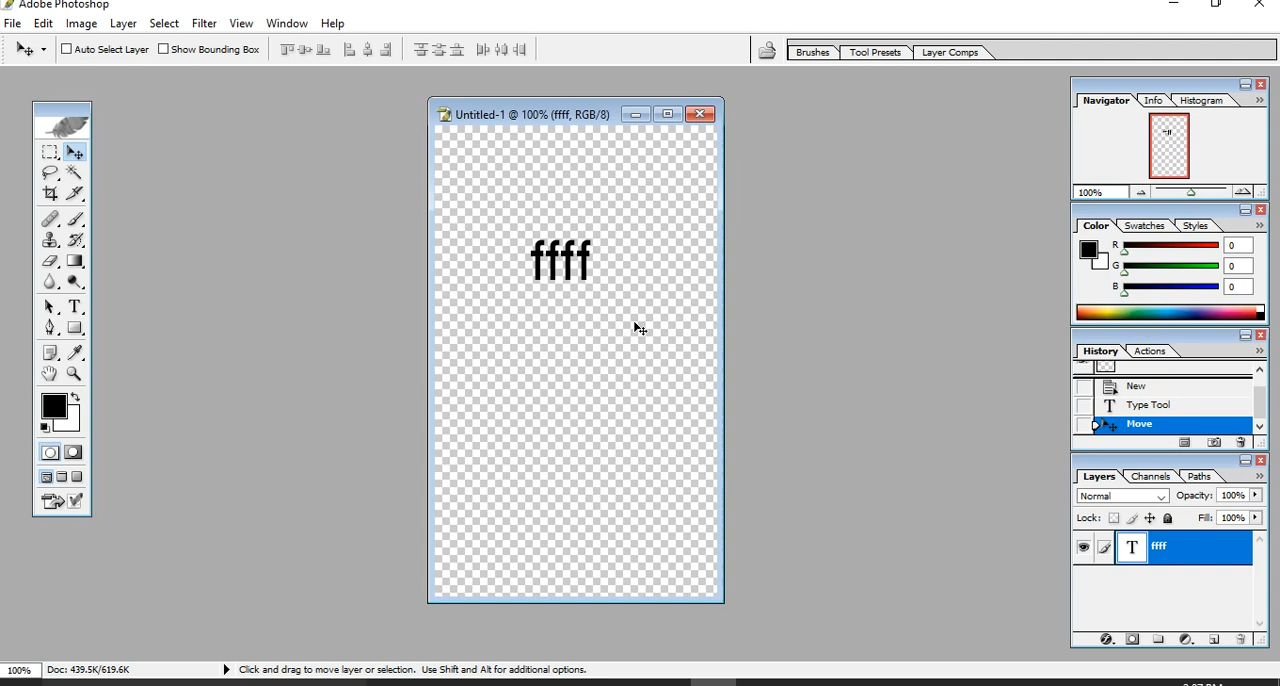 Adobe Photoshop
File Edit Image Layer Select Filter View Window Help
Auto Select Layer Show Bounding Box Brushes Tool Presets Layer Comps
Untitled-1 @ 100% (ffff, RGB/8)
ffff
Navigator Info Histogram
ffff
100%
Color Swatches Styles
R 0
G 0
B 0
History Actions
New
Type Tool
Move
Layers Channels Paths
Normal Opacity: 100%
Lock: Fill: 100%
T ffff
100% Doc: 439.5K/619.6K Click and drag to move layer or selection. Use Shift and Alt for additional options.